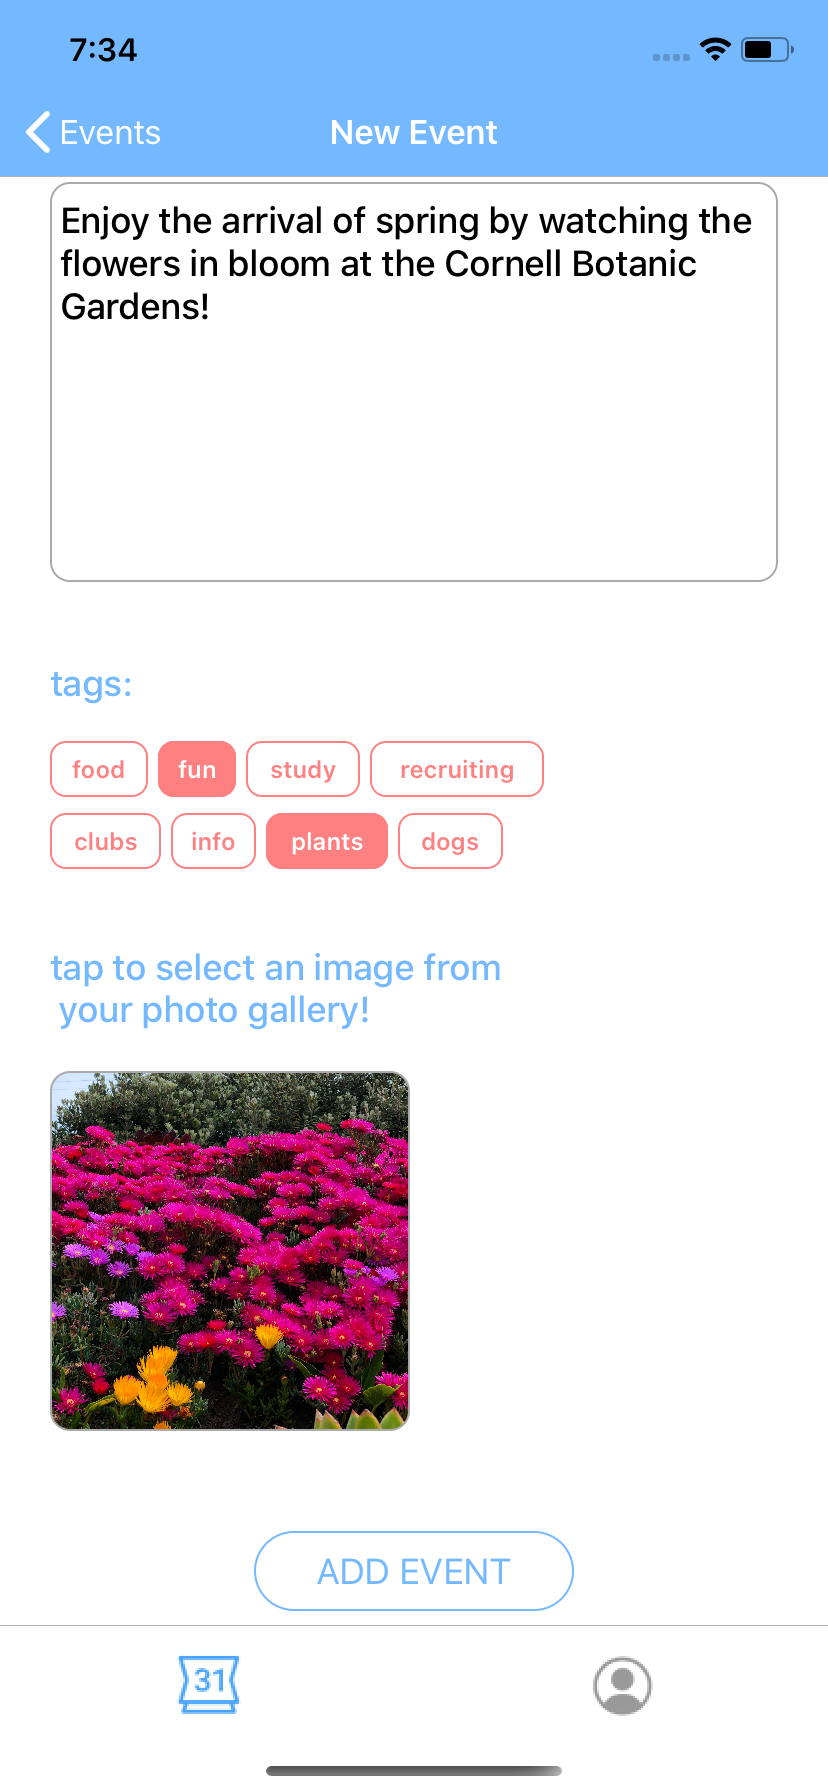 7:34
Events
New Event
Enjoy the arrival of spring by watching the
flowers in bloom at the Cornell Botanic
Gardens!
tags:
food fun study recruiting
clubs info plants dogs
tap to select an image from
your photo gallery!
ADD EVENT
31